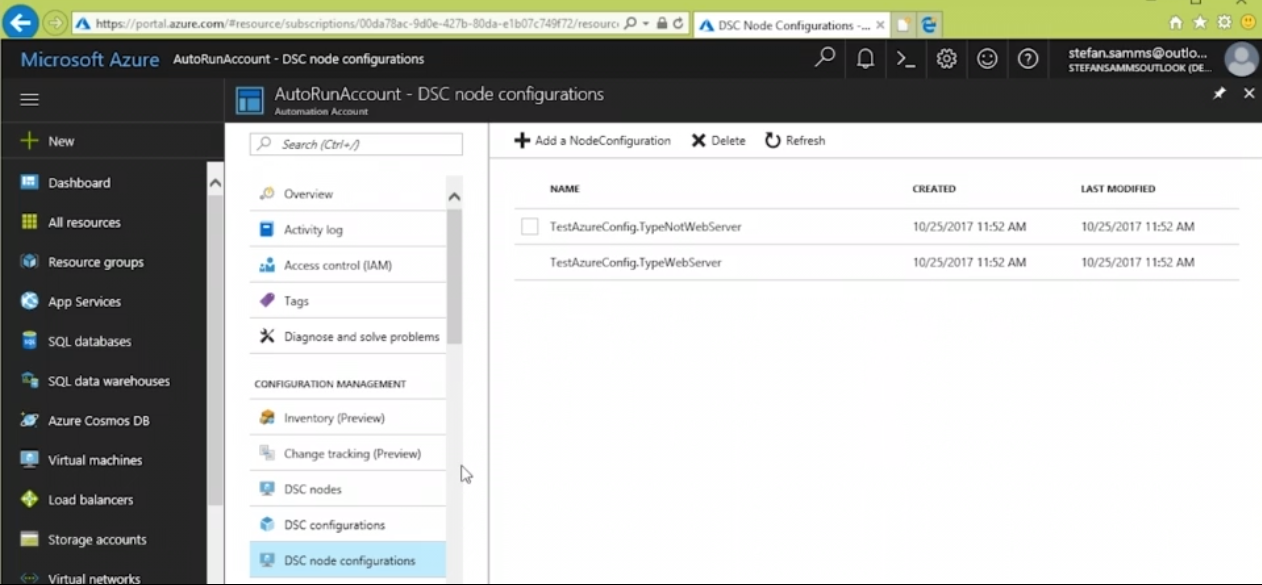 https://portal.azure.com/#resource/subscriptions/00da78ac-9d0e-427b-80da-e1b07c749f72/resourc
DSC Node Configurations -...
Microsoft Azure AutoRunAccount - DSC node configurations
stefan.samms@outlo...
STEFANSAMMSOUTLOOK (DE...
AutoRunAccount - DSC node configurations
Automation Account
New
Search (Ctrl+/)
Add a NodeConfiguration Delete Refresh
Dashboard
All resources
Resource groups
App Services
SQL databases
SQL data warehouses
Azure Cosmos DB
Virtual machines
Load balancers
Storage accounts
Virtual networks
Overview
Activity log
Access control (IAM)
Tags
Diagnose and solve problems
CONFIGURATION MANAGEMENT
Inventory (Preview)
Change tracking (Preview)
DSC nodes
DSC configurations
DSC node configurations
NAME CREATED LAST MODIFIED
TestAzureConfig.TypeNotWebServer 10/25/2017 11:52 AM 10/25/2017 11:52 AM
TestAzureConfig.TypeWebServer 10/25/2017 11:52 AM 10/25/2017 11:52 AM